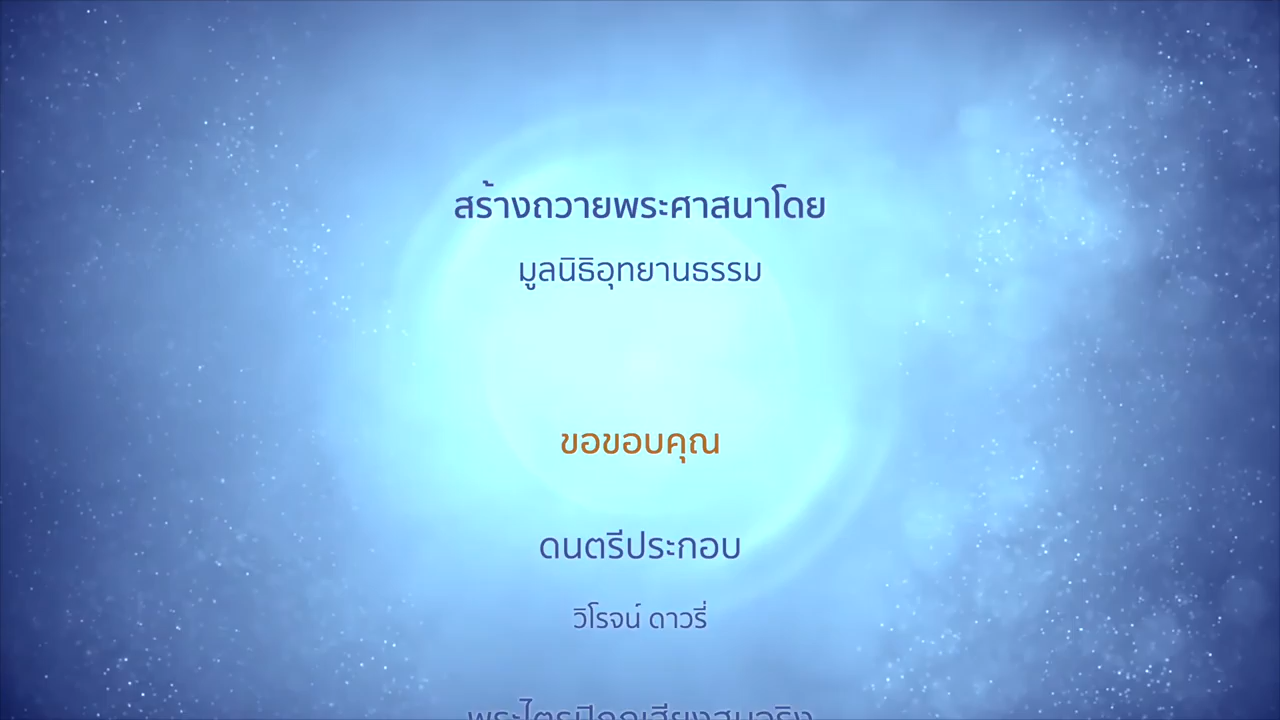 สร้างถวายพระศาสนาโดย
มูลนิธิอุทยานธรรม
ขอขอบคุณ
ดนตรีประกอบ
วิโรจน์ ดาวรี่